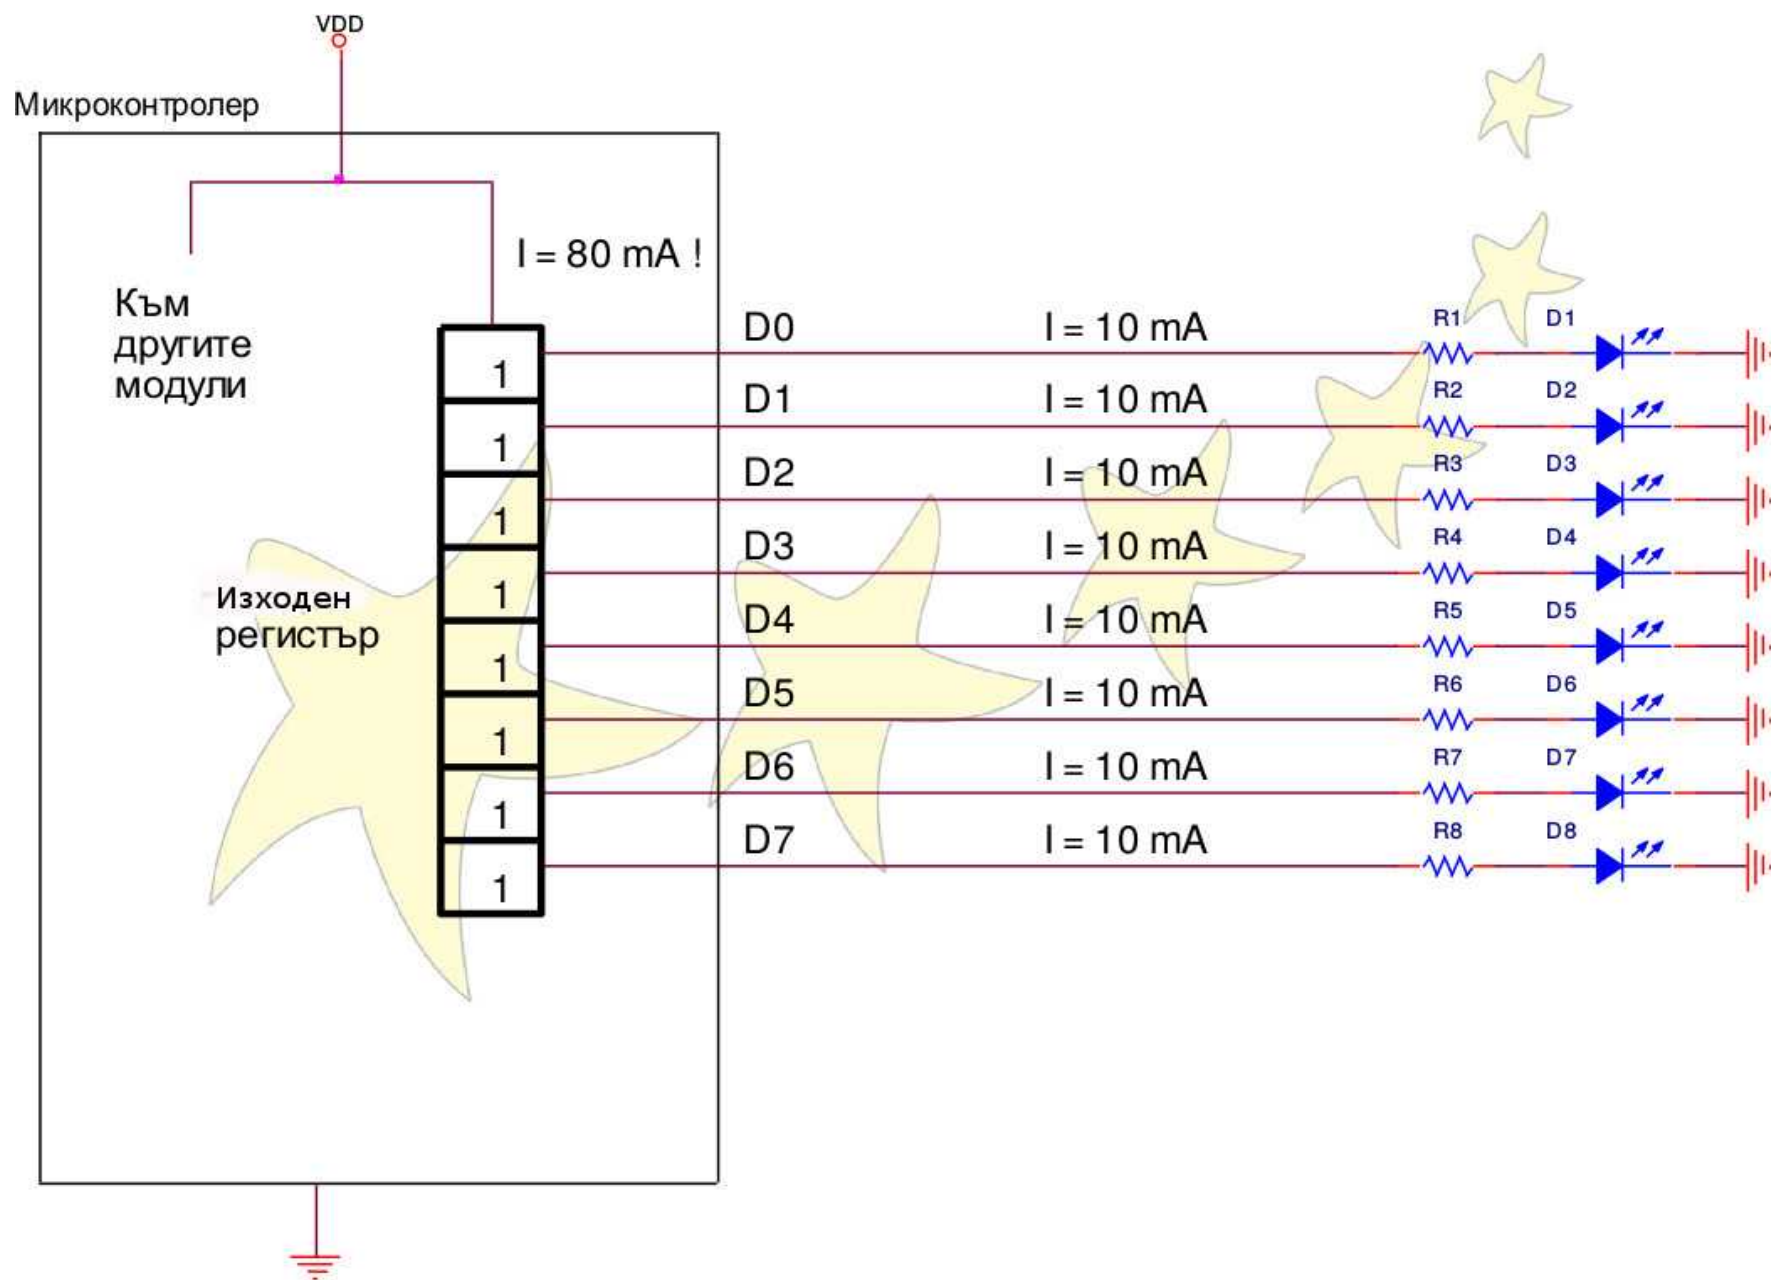 VDD
Микроконтролер
I = 80 mA !
Към
другите
модули
Изходен
регистър
1
1
1
1
1
1
1
1
D0 I = 10 mA R1 D1
D1 I = 10 mA R2 D2
D2 I = 10 mA R3 D3
D3 I = 10 mA R4 D4
D4 I = 10 mA R5 D5
D5 I = 10 mA R6 D6
D6 I = 10 mA R7 D7
D7 I = 10 mA R8 D8